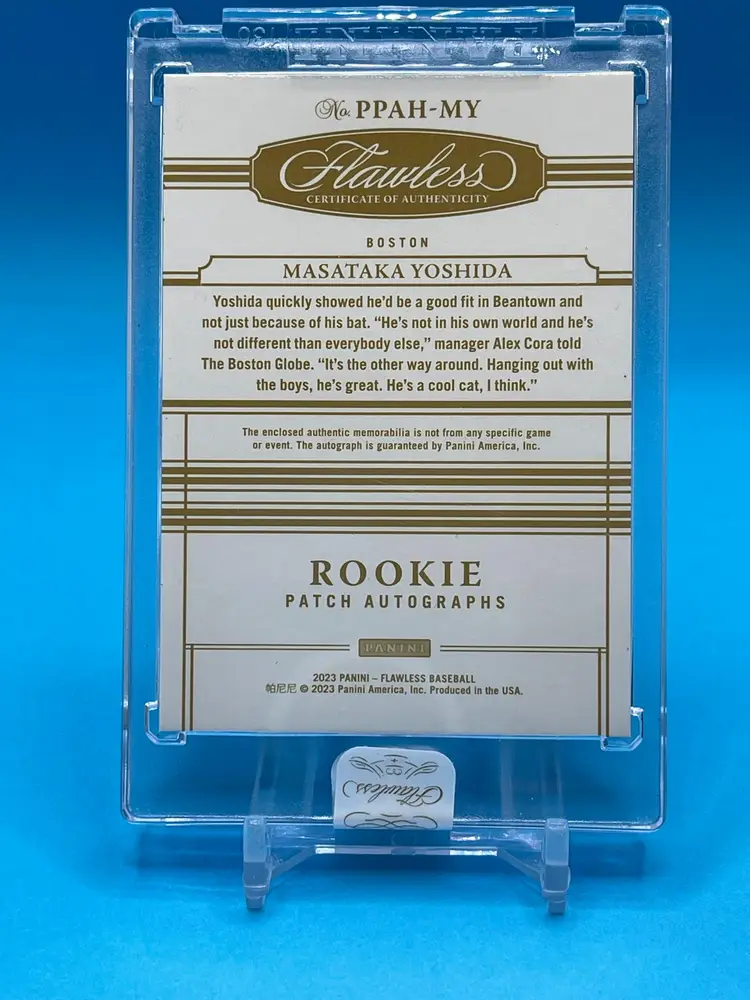 No. PPAH-MY
Flawless
CERTIFICATE OF AUTHENTICITY
BOSTON
MASATAKA YOSHIDA
Yoshida quickly showed he'd be a good fit in Beantown and
not just because of his bat. “He's not in his own world and he's
not different than everybody else,” manager Alex Cora told
The Boston Globe. “It's the other way around. Hanging out with
the boys, he's great. He's a cool cat, I think.”
The enclosed authentic memorabilia is not from any specific game
or event. The autograph is guaranteed by Panini America, Inc.
ROOKIE
PATCH AUTOGRAPHS
PANINI
2023 PANINI – FLAWLESS BASEBALL
帕尼尼 © 2023 Panini America, Inc. Produced in the USA.
Flawless